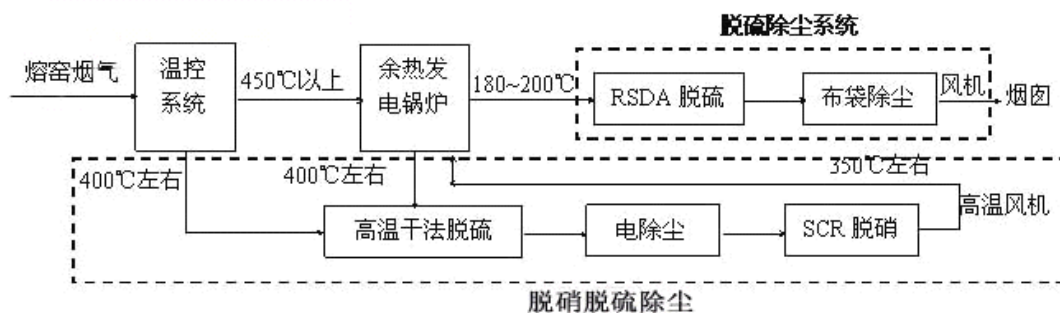 脱硫除尘系统
熔窑烟气
温控
系统
450℃以上
余热发
电锅炉
180~200℃
RSDA 脱硫
布袋除尘
风机
烟囱
400℃左右
400℃左右
350℃左右
高温干法脱硫
电除尘
SCR 脱硝
高温风机
脱硝脱硫除尘